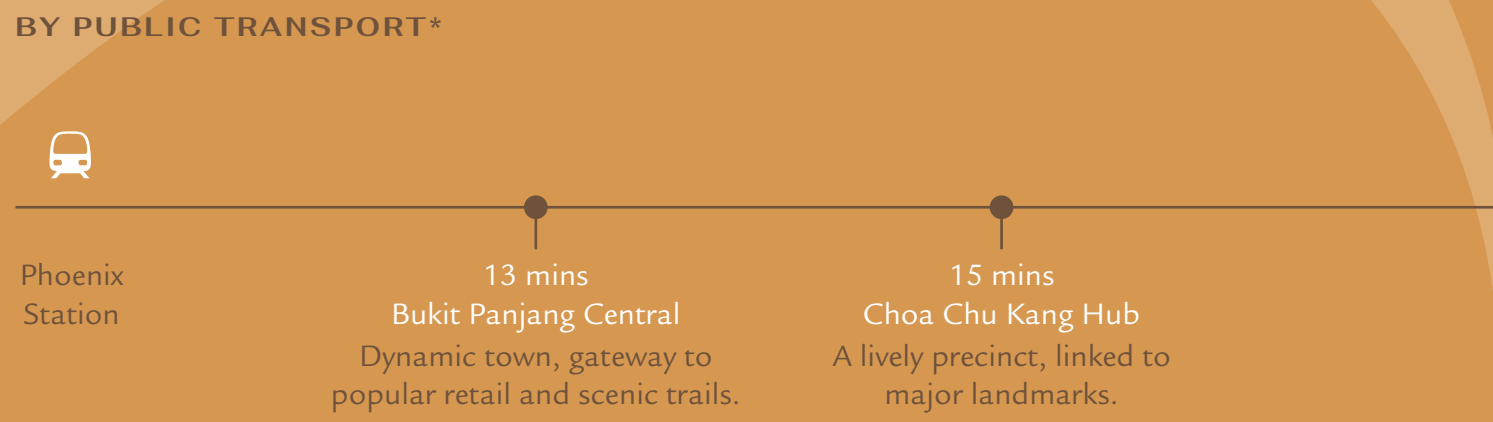 BY PUBLIC TRANSPORT*
Phoenix
Station
13 mins
Bukit Panjang Central
Dynamic town, gateway to
popular retail and scenic trails.
15 mins
Choa Chu Kang Hub
A lively precinct, linked to
major landmarks.